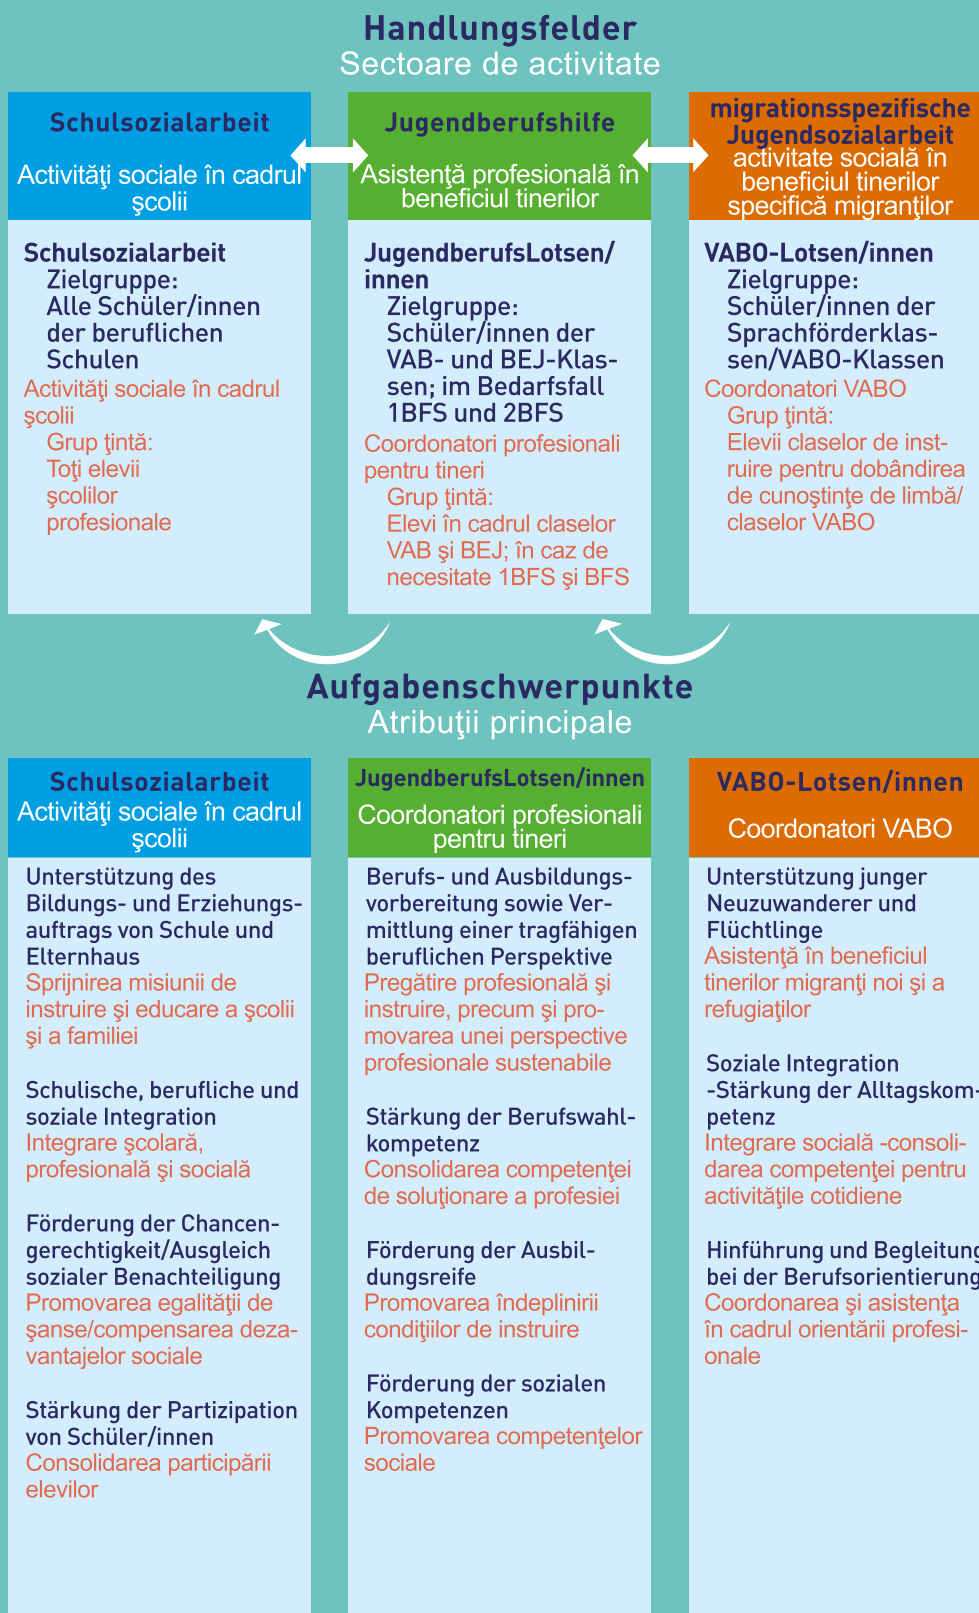 Handlungsfelder
Sectoare de activitate
Schulsozialarbeit
Activităţi sociale în cadrul
şcolii
Jugendberufshilfe
Asistenţă profesională în
beneficiul tinerilor
migrationsspezifische
Jugendsozialarbeit
activitate socială în
beneficiul tinerilor
specifică migranţilor
Schulsozialarbeit
Zielgruppe:
Alle Schüler/innen
der beruflichen
Schulen
Activităţi sociale în cadrul
şcolii
Grup ţintă:
Toţi elevii
şcolilor
profesionale
JugendberufsLotsen/
innen
Zielgruppe:
Schüler/innen der
VAB- und BEJ-Klas-
sen; im Bedarfsfall
1BFS und 2BFS
Coordonatori profesionali
pentru tineri
Grup ţintă:
Elevi în cadrul claselor
VAB şi BEJ; în caz de
necesitate 1BFS şi BFS
VABO-Lotsen/innen
Zielgruppe:
Schüler/innen der
Sprachförderklas-
sen/VABO-Klassen
Coordonatori VABO
Grup ţintă:
Elevii claselor de inst-
ruire pentru dobândirea
de cunoştinţe de limbă/
claselor VABO
Aufgabenschwerpunkte
Atribuţii principale
Schulsozialarbeit
Activităţi sociale în cadrul
şcolii
Unterstützung des
Bildungs- und Erziehungs-
auftrags von Schule und
Elternhaus
Sprijnirea misiunii de
instruire şi educare a şcolii
şi a familiei
Schulische, berufliche und
soziale Integration
Integrare şcolară,
profesională şi socială
Förderung der Chancen-
gerechtigkeit/Ausgleich
sozialer Benachteiligung
Promovarea egalităţii de
şanse/compensarea deza-
vantajelor sociale
Stärkung der Partizipation
von Schüler/innen
Consolidarea participării
elevilor
JugendberufsLotsen/innen
Coordonatori profesionali
pentru tineri
Berufs- und Ausbildungs-
vorbereitung sowie Ver-
mittlung einer tragfähigen
beruflichen Perspektive
Pregătire profesională şi
instruire, precum şi pro-
movarea unei perspective
profesionale sustenabile
Stärkung der Berufswahl-
kompetenz
Consolidarea competenţei
de soluţionare a profesiei
Förderung der Ausbil-
dungsreife
Promovarea îndeplinirii
condiţiilor de instruire
Förderung der sozialen
Kompetenzen
Promovarea competenţelor
sociale
VABO-Lotsen/innen
Coordonatori VABO
Unterstützung junger
Neuzuwanderer und
Flüchtlinge
Asistenţă în beneficiul
tinerilor migranţi noi şi a
refugiaţilor
Soziale Integration
-Stärkung der Alltagskom-
petenz
Integrare socială -consoli-
darea competenţei pentru
activităţile cotidiene
Hinführung und Begleitung
bei der Berufsorientierung
Coordonarea şi asistenţa
în cadrul orientării profesi-
onale